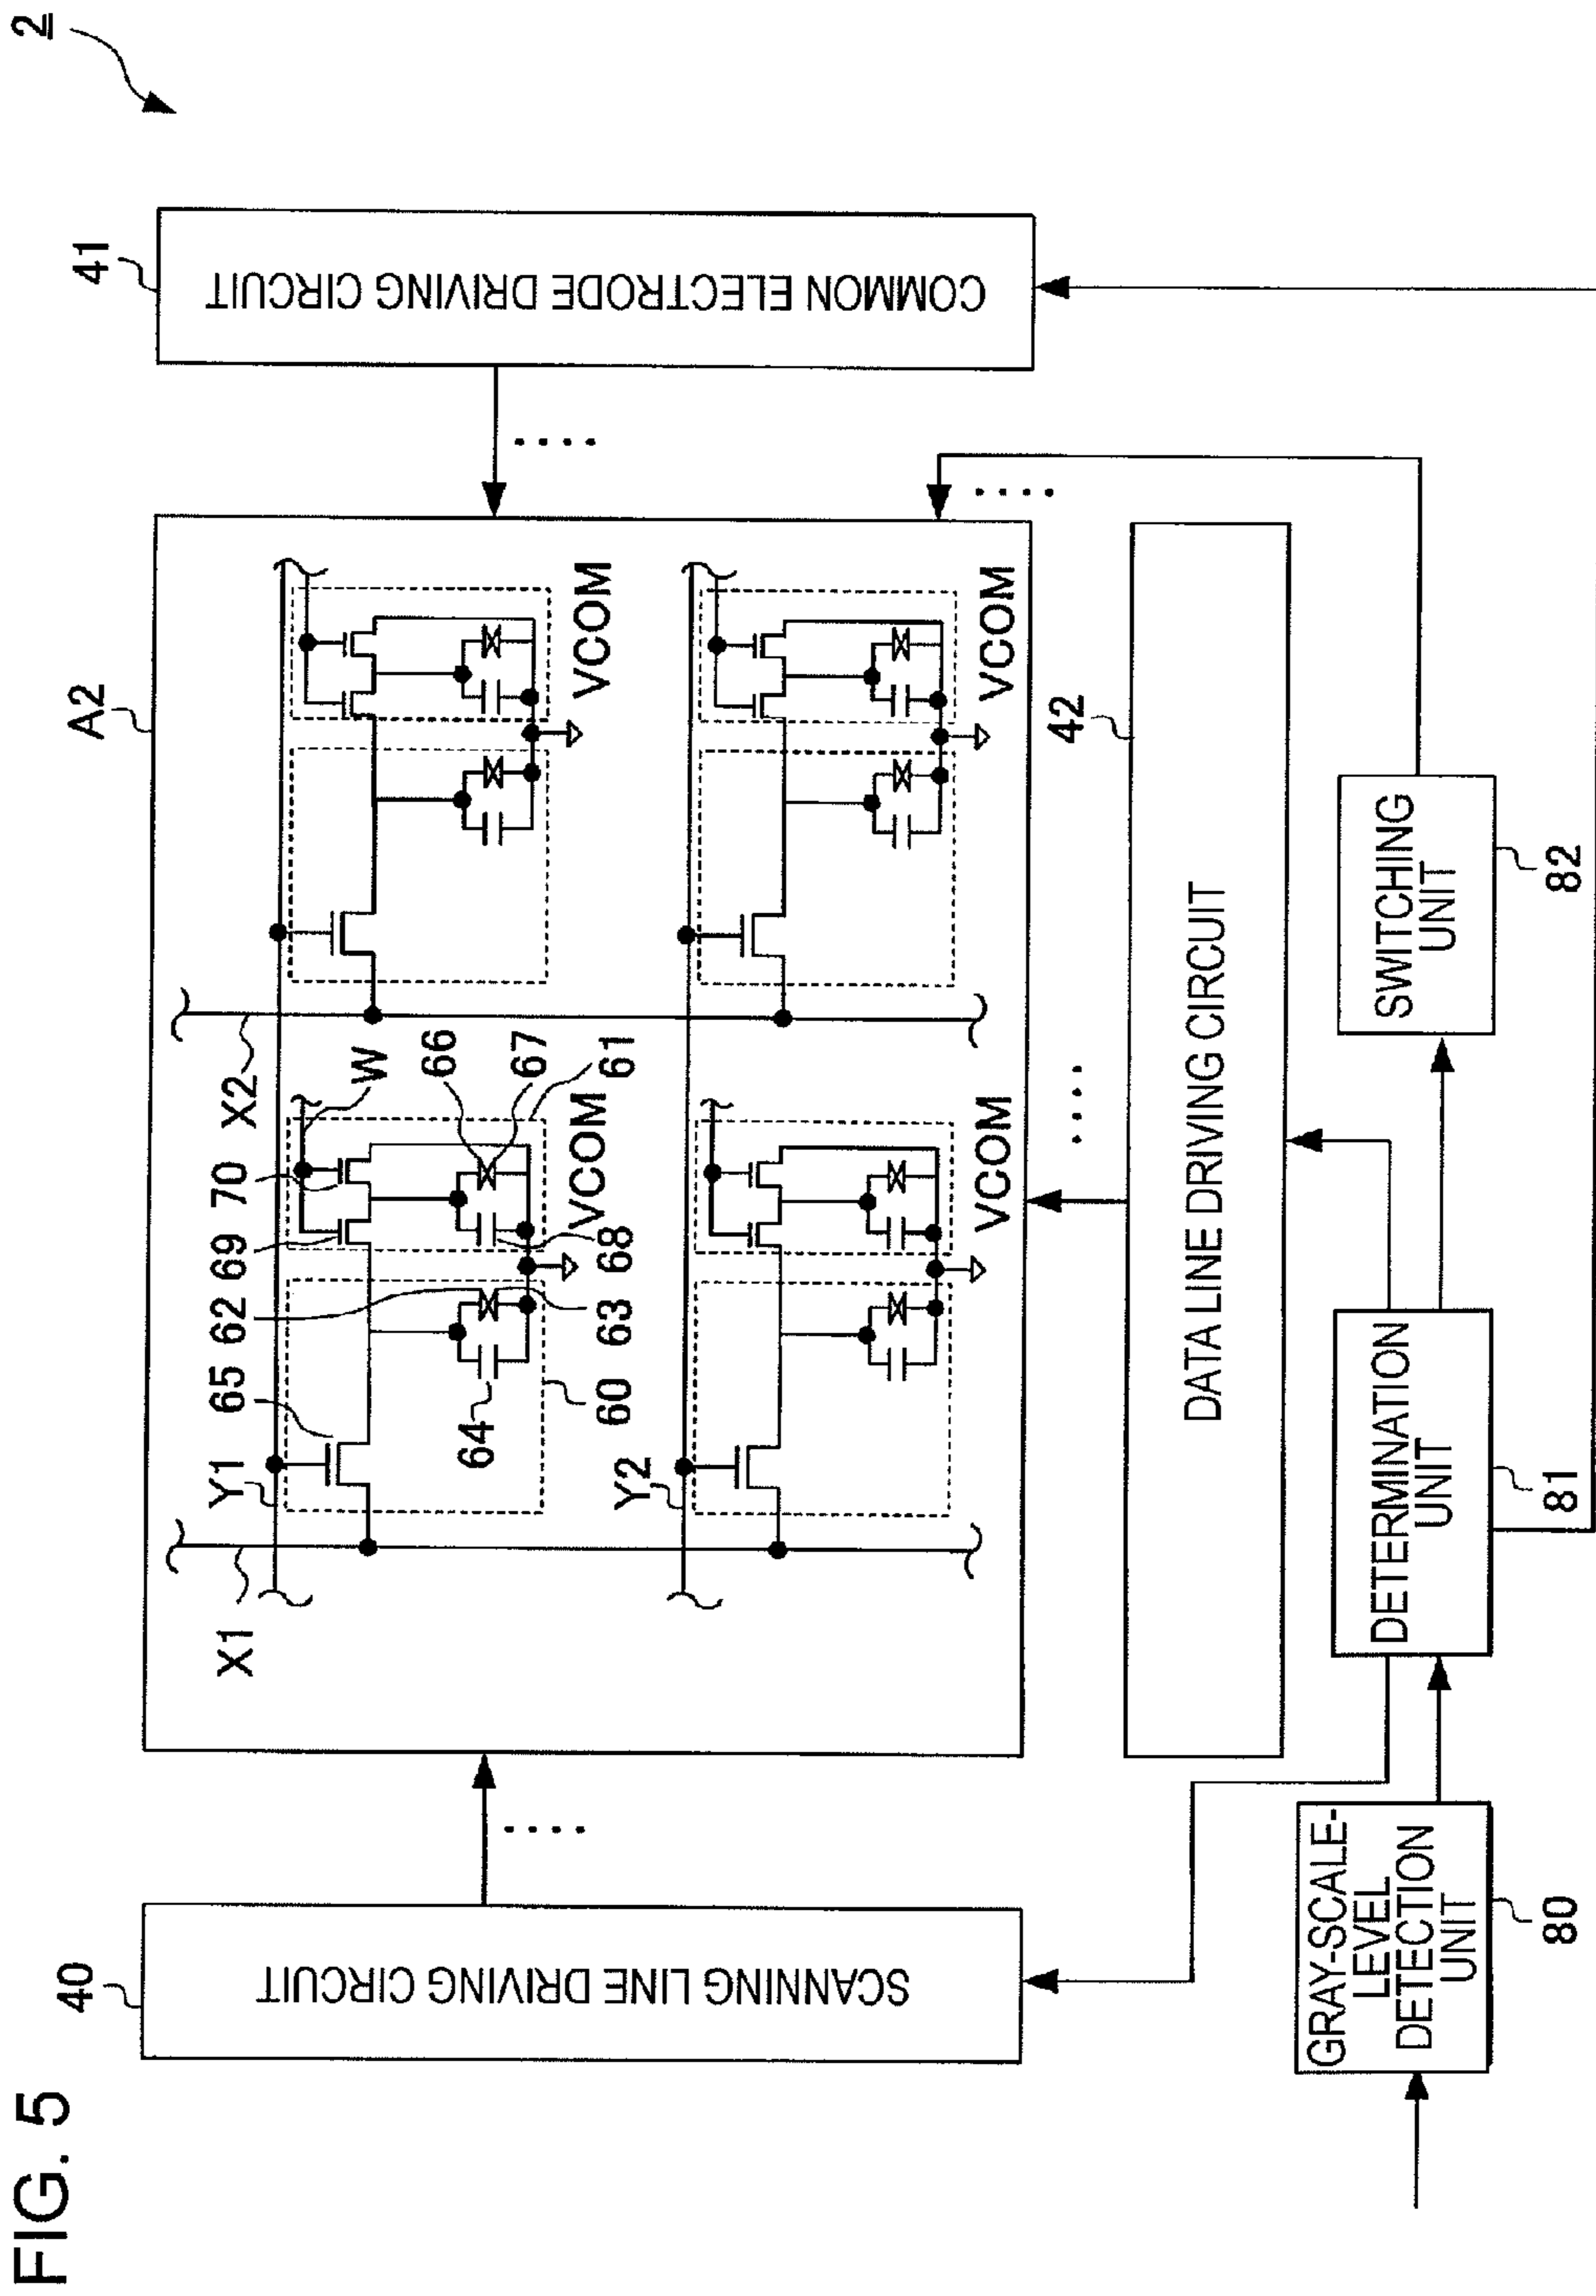 FIG. 5
2
40
SCANNING LINE DRIVING CIRCUIT
A2
41
COMMON ELECTRODE DRIVING CIRCUIT
X1
Y1
65
62
69
70
X2
W
66
67
61
64
60
63
68
VCOM
VCOM
Y2
VCOM
VCOM
42
DATA LINE DRIVING CIRCUIT
GRAY-SCALE-
LEVEL
DETECTION
UNIT
80
DETERMINATION
UNIT
81
SWITCHING
UNIT
82